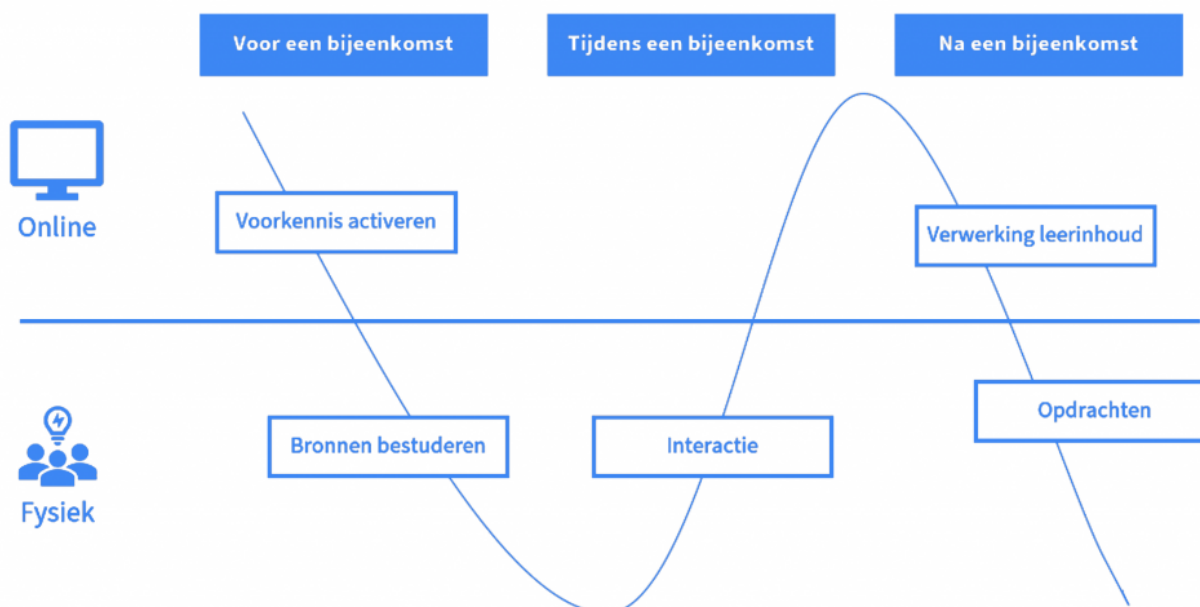 Voor een bijeenkomst
Tijdens een bijeenkomst
Na een bijeenkomst
Online
Voorkennis activeren
Verwerking leerinhoud
Fysiek
Bronnen bestuderen
Interactie
Opdrachten